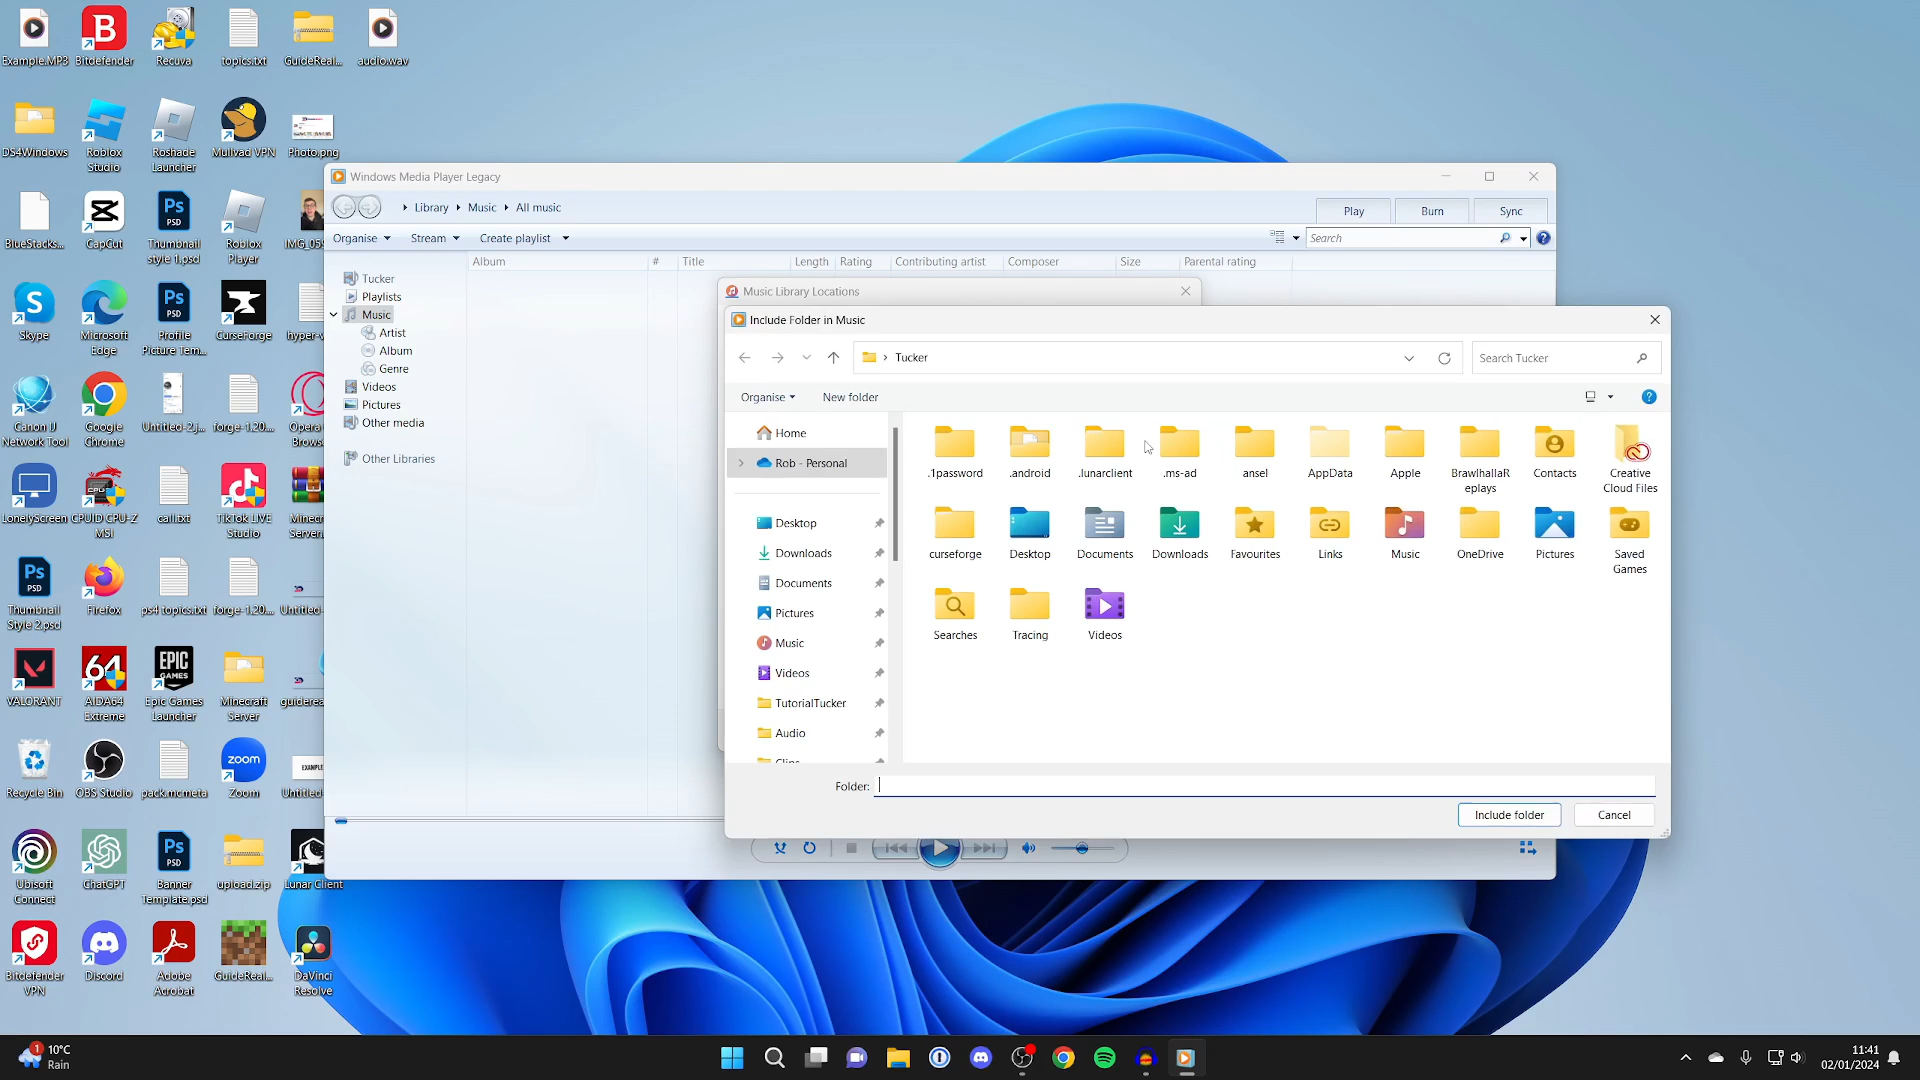 Example.MP3
Bitdefender
Recuva
topics.txt
GuideReal...
audio.wav
DS4Windows
Roblox Studio
Roshade Launcher
Mullvad VPN
Photo.png
BlueStacks...
CapCut
Thumbnail style 1.psd
Roblox Player
Skype
Microsoft Edge
Profile Picture Tem...
CurseForge
Canon IJ Network Tool
Google Chrome
Untitled-2.j...
forge-1.20...
Opera
LonelyScreen
CPUID CPU-Z MSI
call.txt
TikTok LIVE Studio
Thumbnail Style 2.psd
Firefox
ps4 topics.txt
forge-1.20...
VALORANT
AIDA64 Extreme
Epic Games Launcher
Minecraft Server
Recycle Bin
OBS Studio
pack.mcmeta
Zoom
Ubisoft Connect
ChatGPT
Banner Template.psd
upload.zip
Lunar Client
Bitdefender VPN
Discord
Adobe Acrobat
GuideReal...
DaVinci Resolve
Windows Media Player Legacy
Library Music All music
Play Burn Sync
Organise Stream Create playlist
Search
Album # Title Length Rating Contributing artist Composer Size Parental rating
Tucker
Playlists
Music
Artist
Album
Genre
Videos
Pictures
Other media
Other Libraries
Music Library Locations
Include Folder in Music
Tucker
Search Tucker
Organise New folder
Home
Rob - Personal
Desktop
Downloads
Documents
Pictures
Music
Videos
TutorialTucker
Audio
.1password
.android
.lunarclient
.ms-ad
ansel
AppData
Apple
BrawlhallaReplays
Contacts
Creative Cloud Files
curseforge
Desktop
Documents
Downloads
Favourites
Links
Music
OneDrive
Pictures
Saved Games
Searches
Tracing
Videos
Folder:
Include folder Cancel
1
10°C
Rain
11:41
02/01/2024